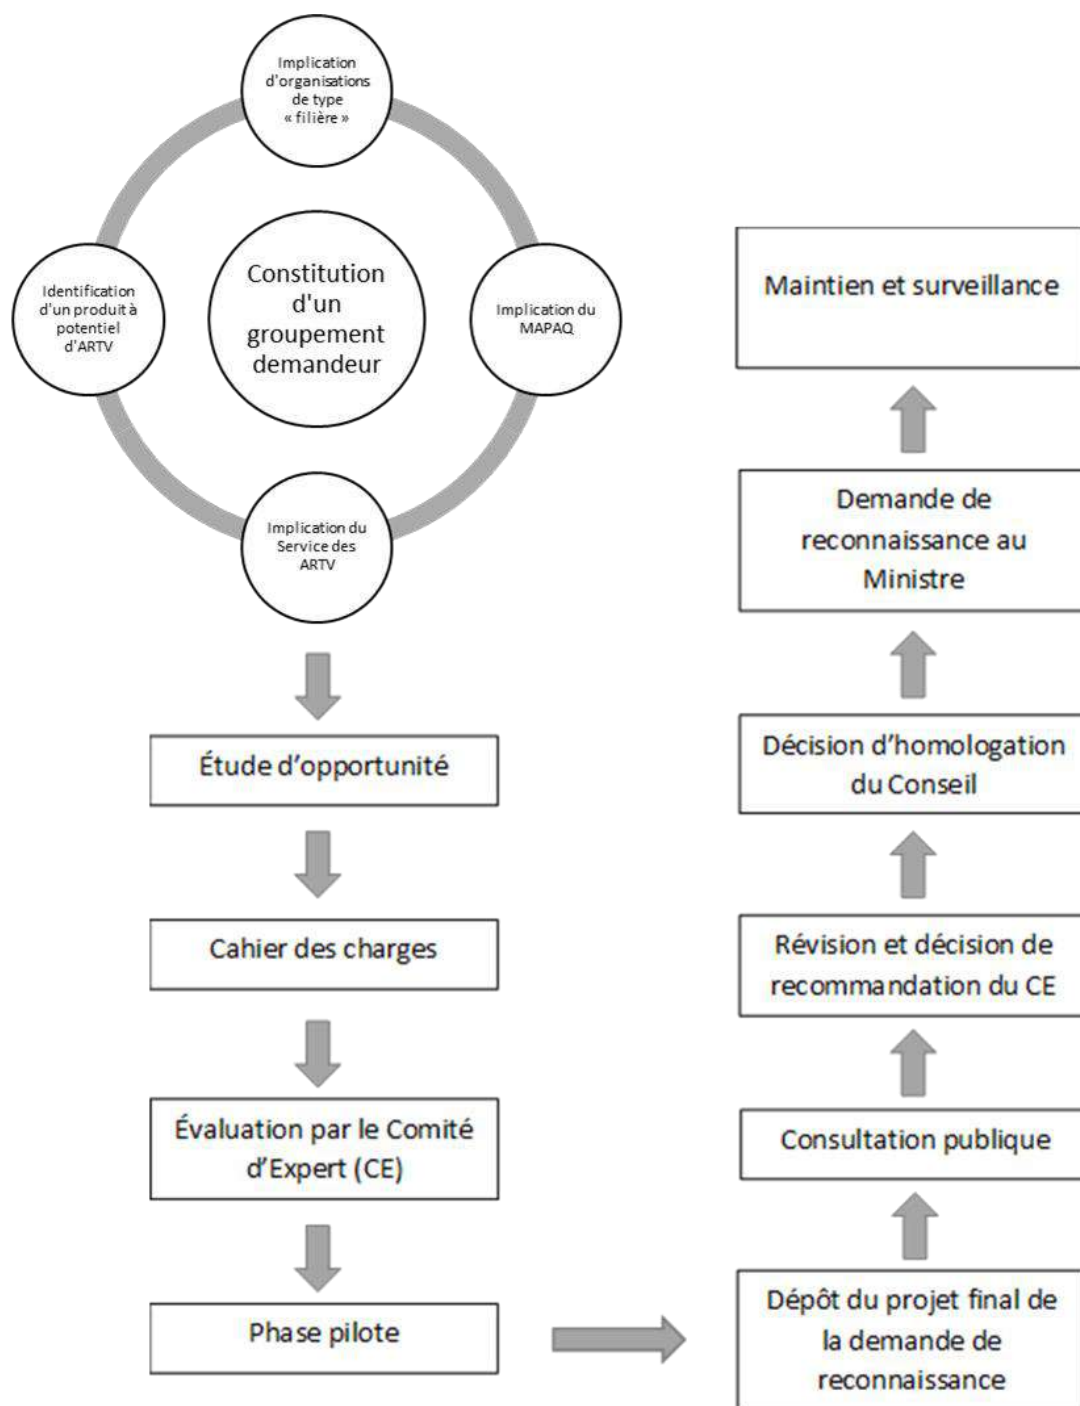 Implication
d'organisations
de type
« filière »
Identification
d'un produit à
potentiel
d'ARTV
Constitution
d'un
groupement
demandeur
Implication du
MAPAQ
Implication du
Service des
ARTV
Étude d'opportunité
Cahier des charges
Évaluation par le Comité
d'Expert (CE)
Phase pilote
Dépôt du projet final de
la demande de
reconnaissance
Consultation publique
Révision et décision de
recommandation du CE
Décision d'homologation
du Conseil
Demande de
reconnaissance au
Ministre
Maintien et surveillance